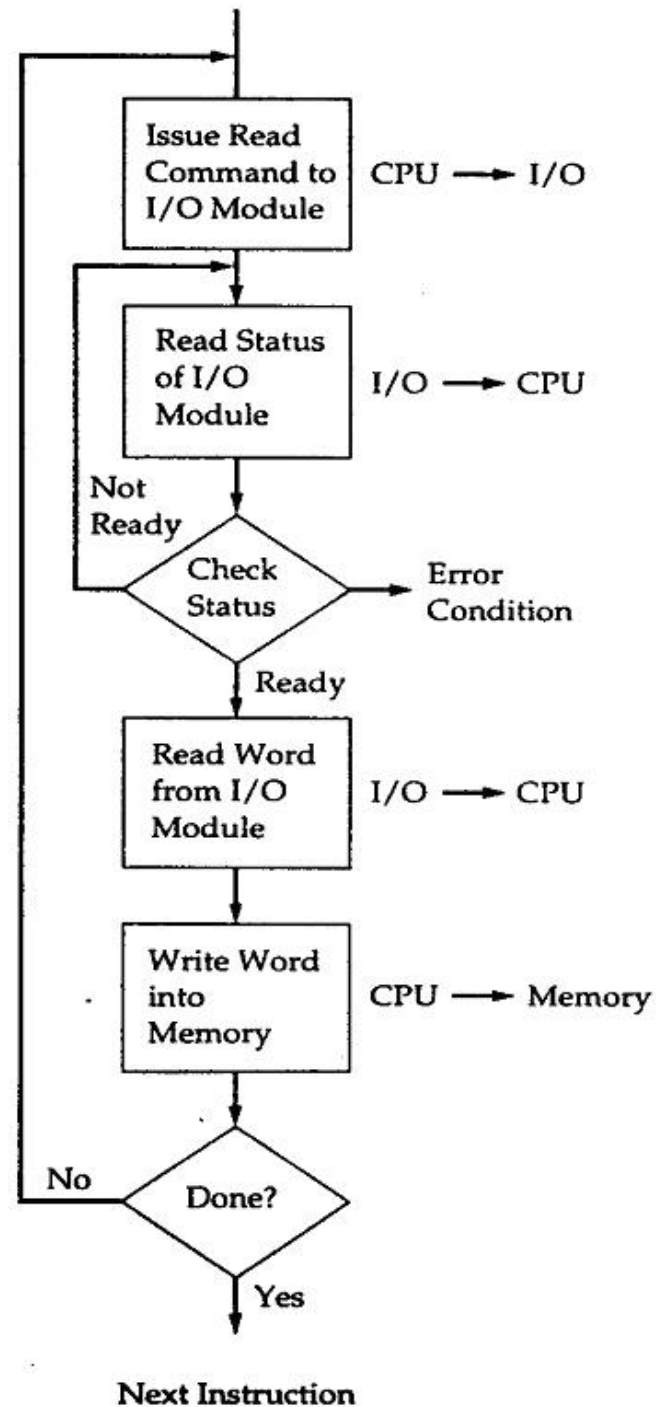 Issue Read
Command to
I/O Module
CPU → I/O
Read Status
of I/O
Module
I/O → CPU
Not
Ready
Check
Status
Error
Condition
Ready
Read Word
from I/O
Module
I/O → CPU
Write Word
into
Memory
CPU → Memory
No
Done?
Yes
Next Instruction